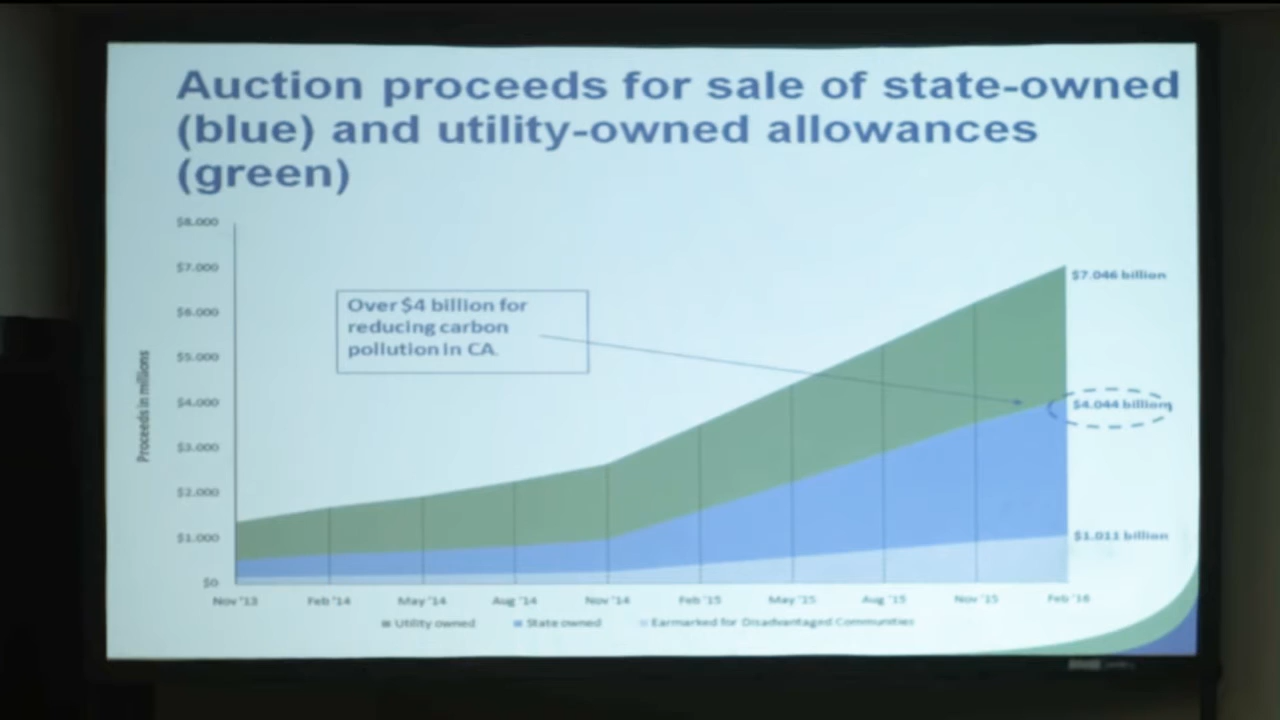 Auction proceeds for sale of state-owned
(blue) and utility-owned allowances
(green)
$8.000
$7.000
$6.000
$5.000
$4.000
$3.000
$2.000
$1.000
$0
Proceeds in millions
Over $4 billion for
reducing carbon
pollution in CA.
$7.046 billion
$4.044 billion
$1.011 billion
Nov '13 Feb '14 May '14 Aug '14 Nov '14 Feb '15 May '15 Aug '15 Nov '15 Feb '16
Utility owned State owned Earmarked for Disadvantaged Communities